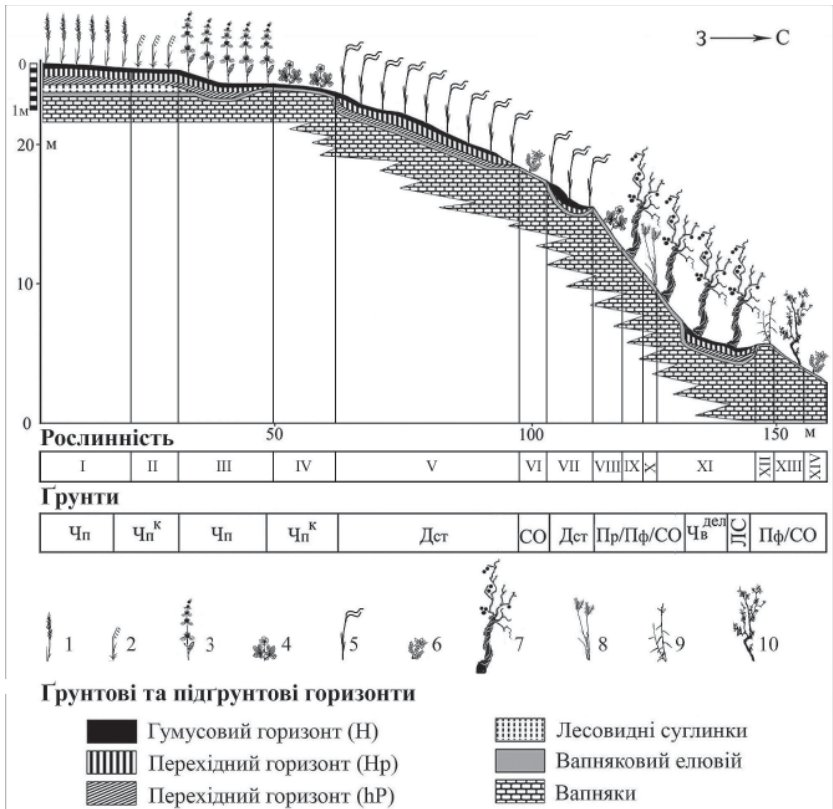 З С
0
1м
20 м
10
0
50 100 150 м
Рослинність
I II III IV V VI VII VIII IX X XI XII XIII XIV
Ґрунти
Чп Чпᴷ Чп Чпᴷ Дст СО Дст Пр/Пф/СО Чв дел ЛС Пф/СО
1 2 3 4 5 6 7 8 9 10
Ґрунтові та підґрунтові горизонти
Гумусовий горизонт (Н) Лесовидні суглинки
Перехідний горизонт (Нр) Вапняковий елювій
Перехідний горизонт (hP) Вапняки